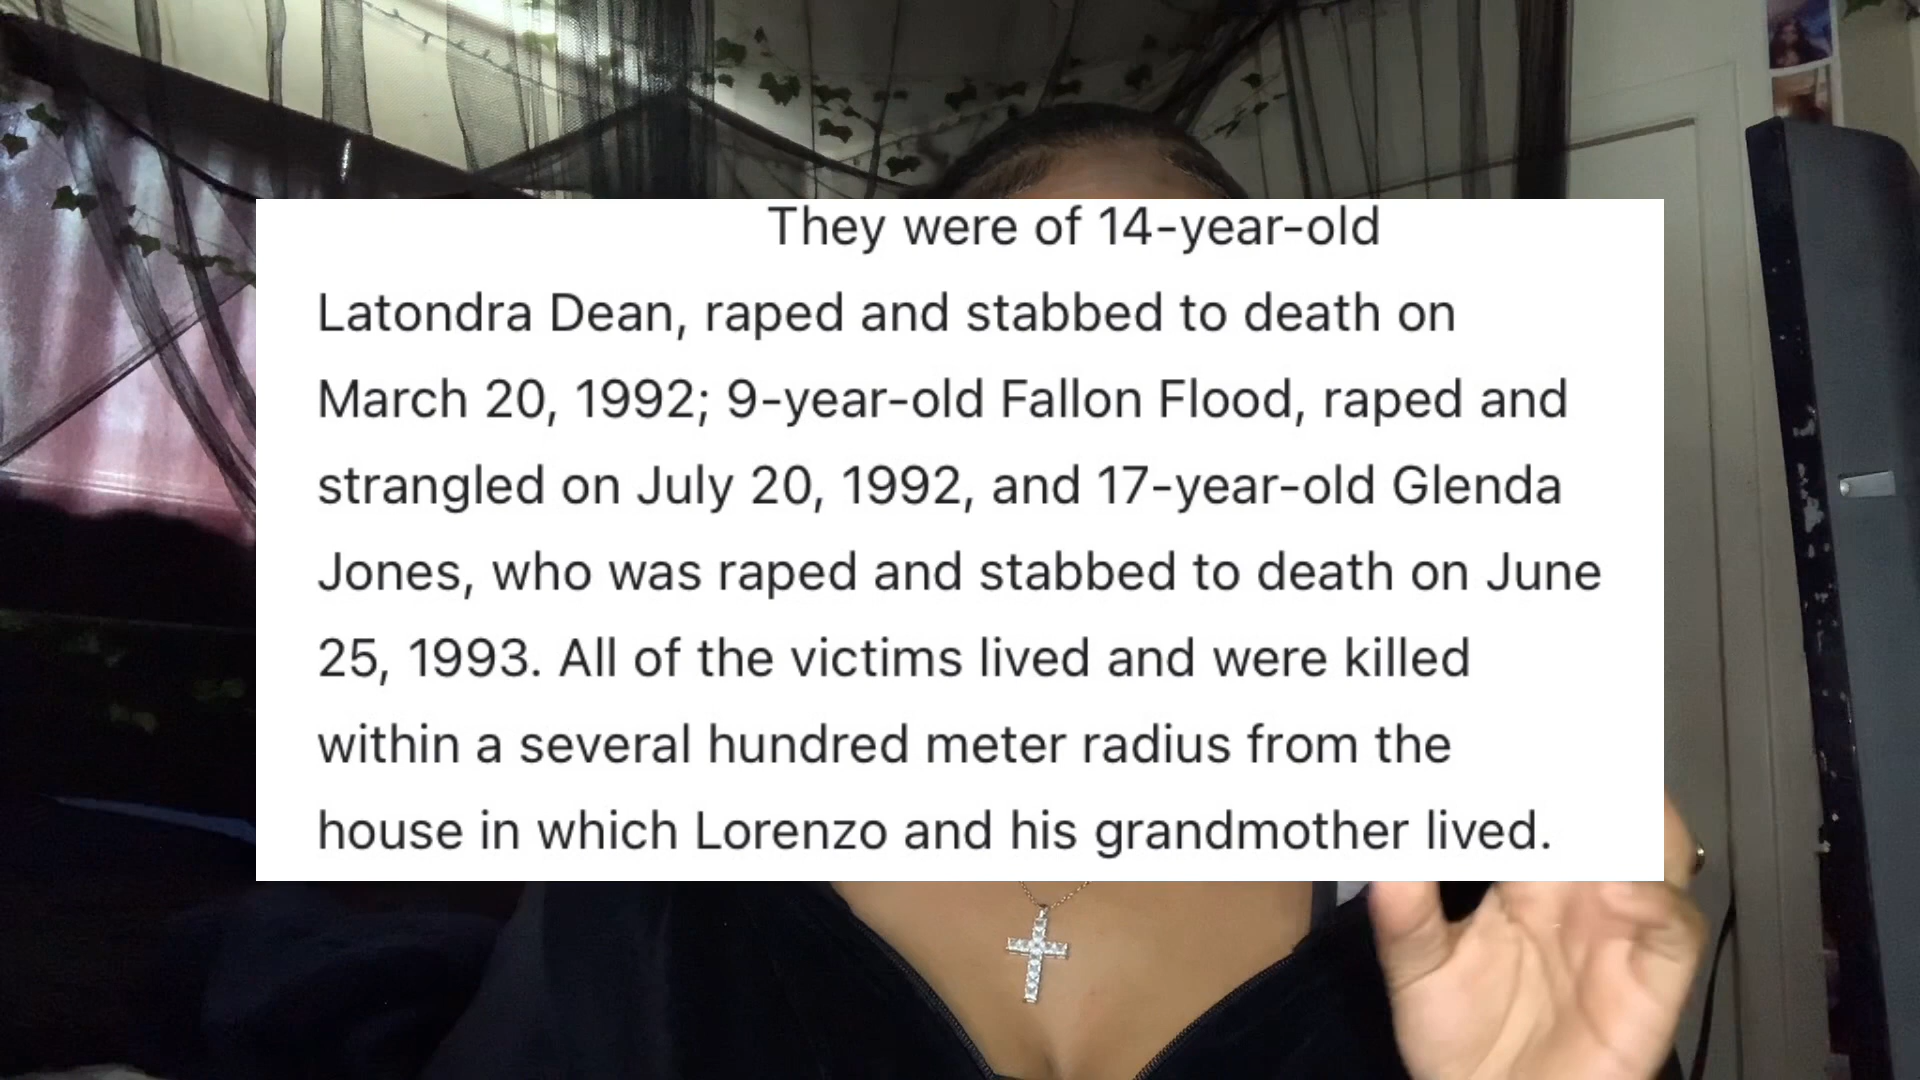 They were of 14-year-old
Latondra Dean, raped and stabbed to death on
March 20, 1992; 9-year-old Fallon Flood, raped and
strangled on July 20, 1992, and 17-year-old Glenda
Jones, who was raped and stabbed to death on June
25, 1993. All of the victims lived and were killed
within a several hundred meter radius from the
house in which Lorenzo and his grandmother lived.